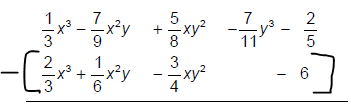 1/3x³ − 7/9x²y + 5/8xy² − 7/11y³ − 2/5
−[2/3x³ + 1/6x²y − 3/4xy² − 6]